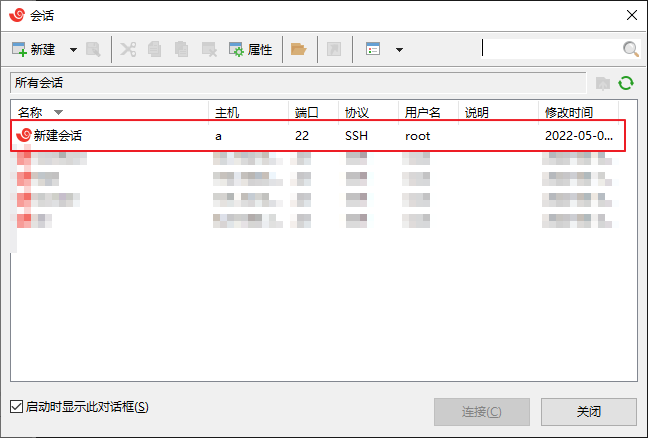 会话
新建 属性
所有会话
名称 主机 端口 协议 用户名 说明 修改时间
新建会话 a 22 SSH root 2022-05-0...
启动时显示此对话框(S)
连接(C) 关闭